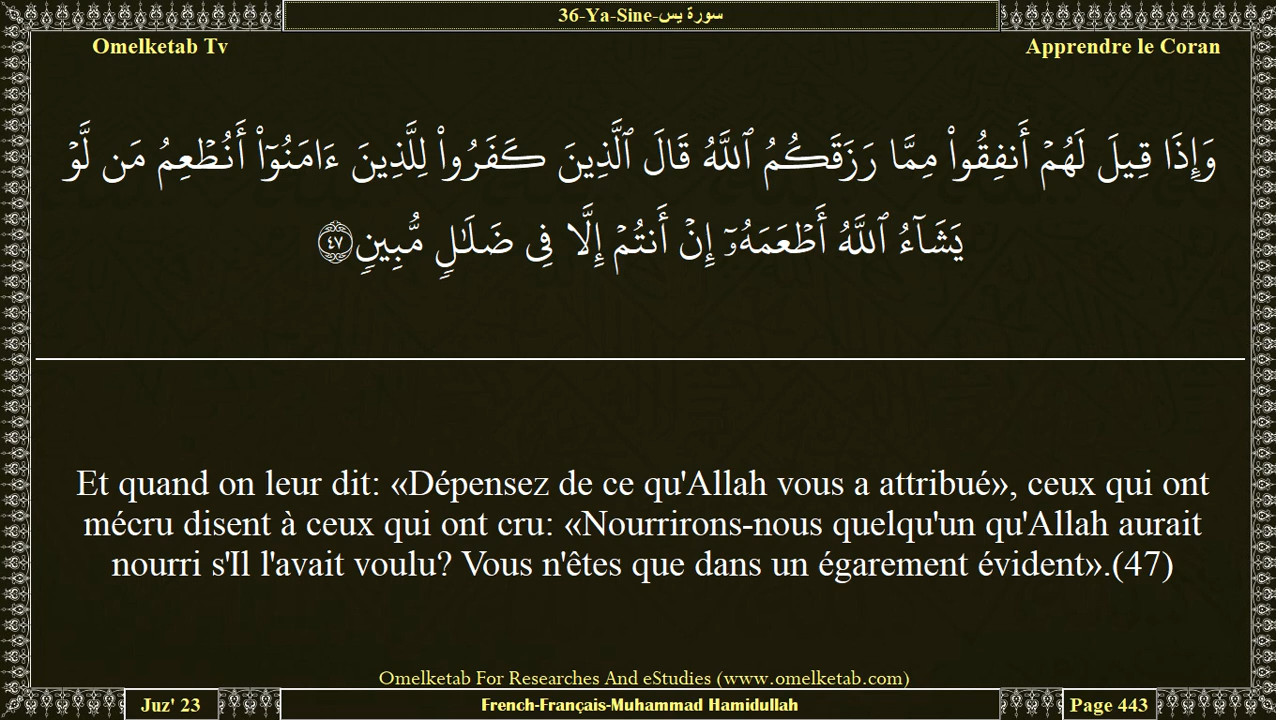 36-Ya-Sine-سورة يس
Omelketab Tv
Apprendre le Coran
وَإِذَا قِيلَ لَهُمۡ أَنفِقُواْ مِمَّا رَزَقَكُمُ ٱللَّهُ قَالَ ٱلَّذِينَ كَفَرُواْ لِلَّذِينَ ءَامَنُوٓاْ أَنُطۡعِمُ مَن لَّوۡ
يَشَآءُ ٱللَّهُ أَطۡعَمَهُۥٓ إِنۡ أَنتُمۡ إِلَّا فِي ضَلَٰلٖ مُّبِينٖ ٤٧
Et quand on leur dit: «Dépensez de ce qu'Allah vous a attribué», ceux qui ont
mécru disent à ceux qui ont cru: «Nourrirons-nous quelqu'un qu'Allah aurait
nourri s'Il l'avait voulu? Vous n'êtes que dans un égarement évident».(47)
Omelketab For Researches And eStudies (www.omelketab.com)
Juz' 23
French-Français-Muhammad Hamidullah
Page 443